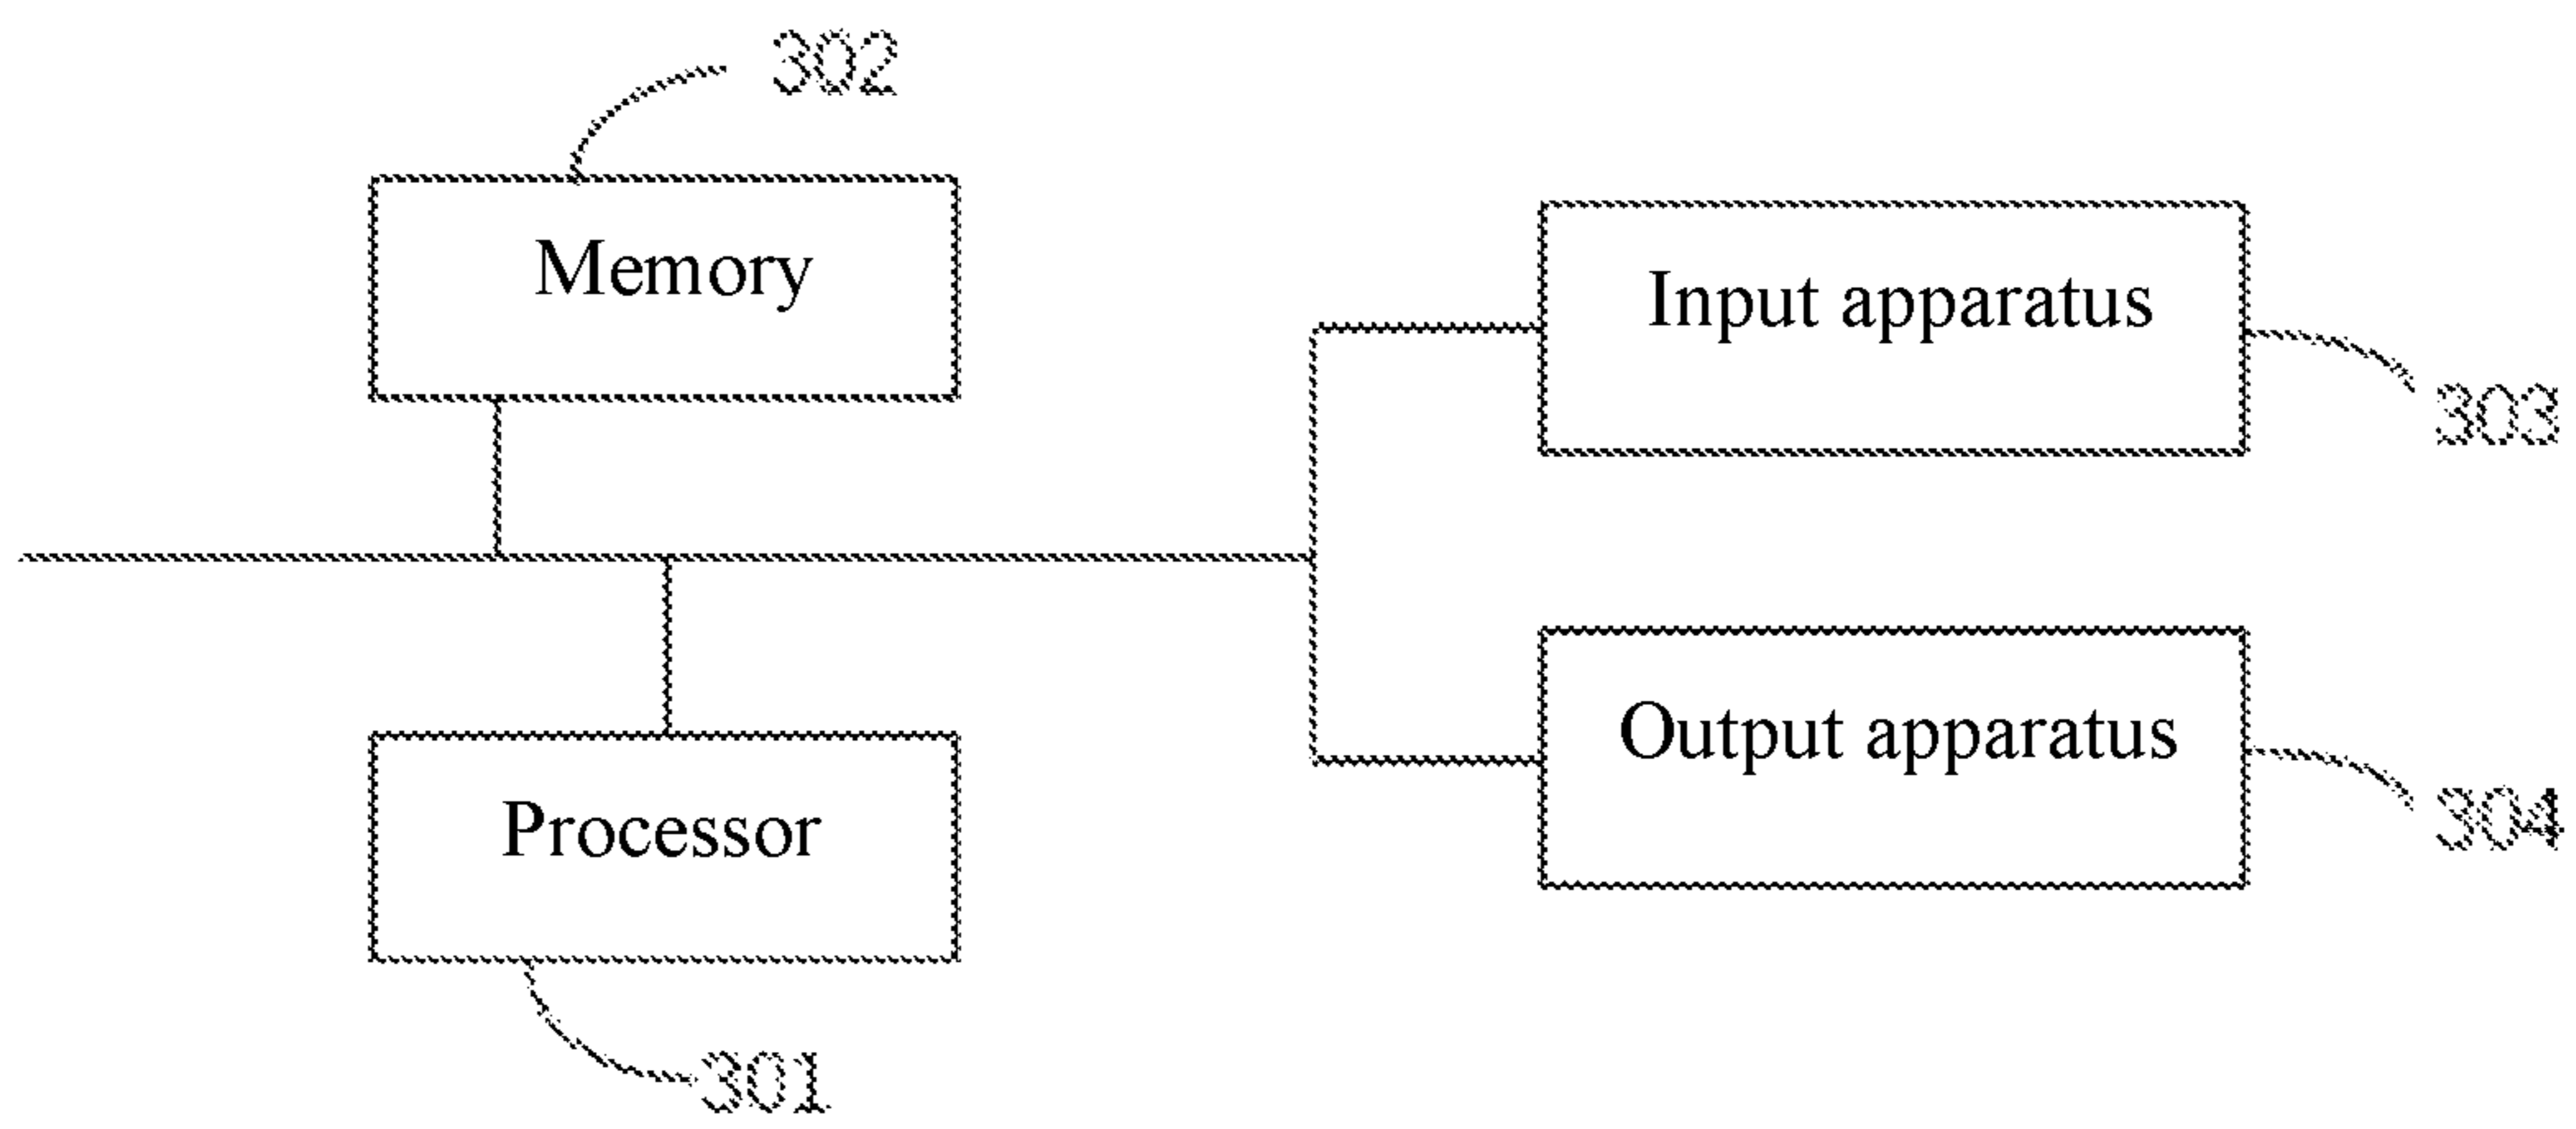 302
Memory
Input apparatus
303
Output apparatus
304
Processor
301